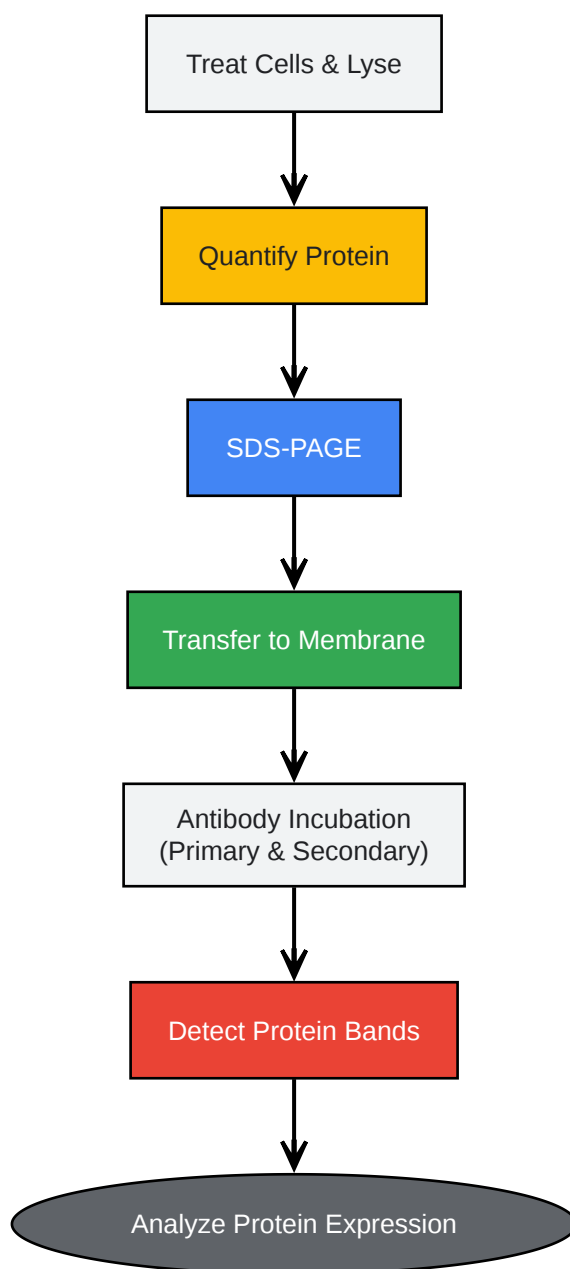 Treat Cells & Lyse
Quantify Protein
SDS-PAGE
Transfer to Membrane
Antibody Incubation
(Primary & Secondary)
Detect Protein Bands
Analyze Protein Expression